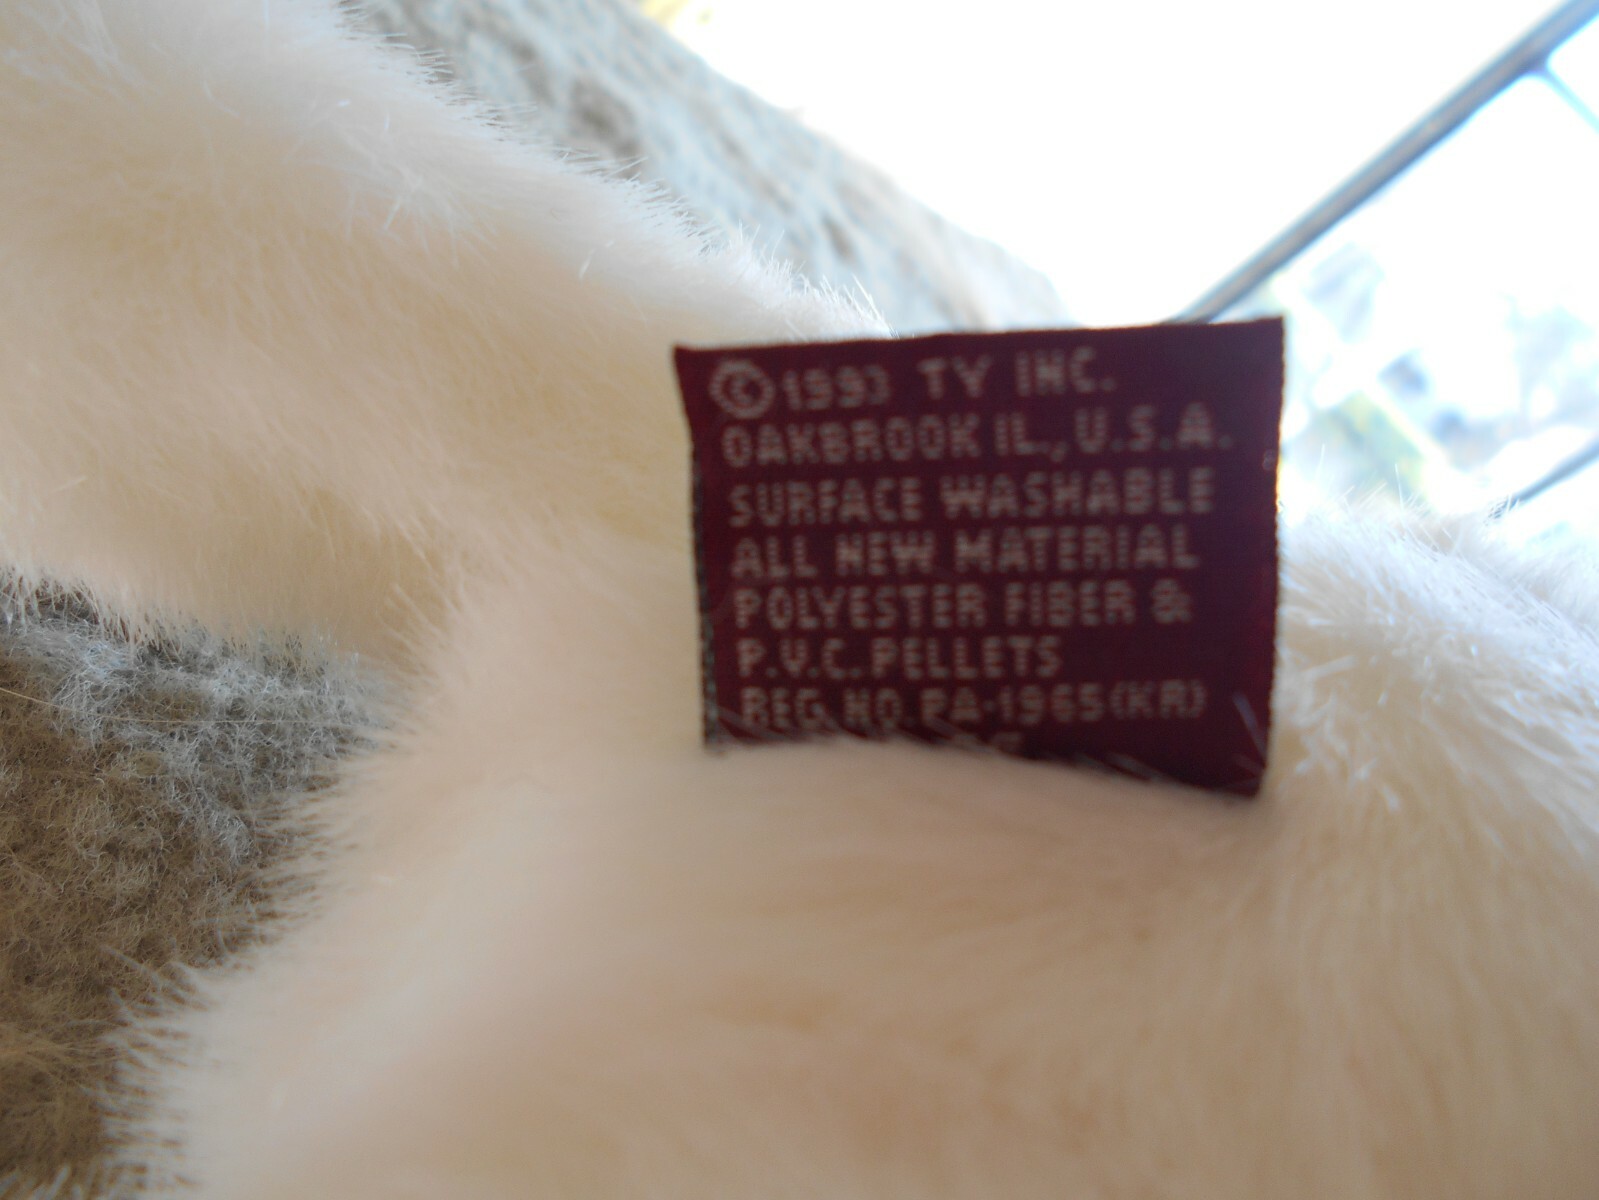 ©1993 TY INC.
OAKBROOK IL., U.S.A.
SURFACE WASHABLE
ALL NEW MATERIAL
POLYESTER FIBER &
P.V.C. PELLETS
REG. NO. PA-1965(KR)